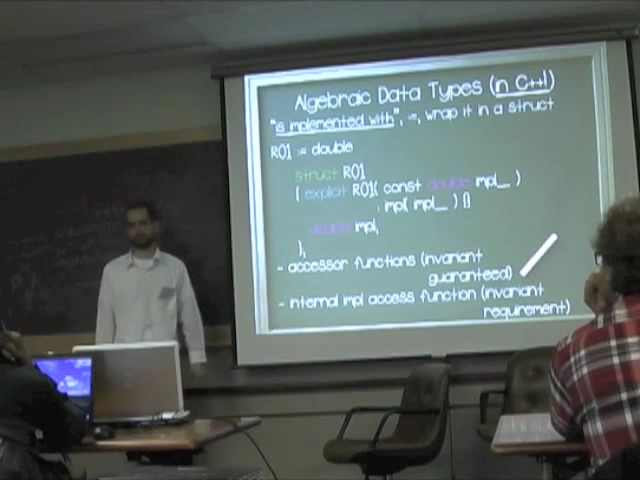 Algebraic Data Types (in C++!)
"is implemented with", :=, wrap it in a struct
R01 := double
struct R01
{ explicit R01( const double impl_ )
: impl( impl_ ) {}
double impl;
};
- accessor functions (invariant
guaranteed)
- internal impl access function (invariant
requirement)